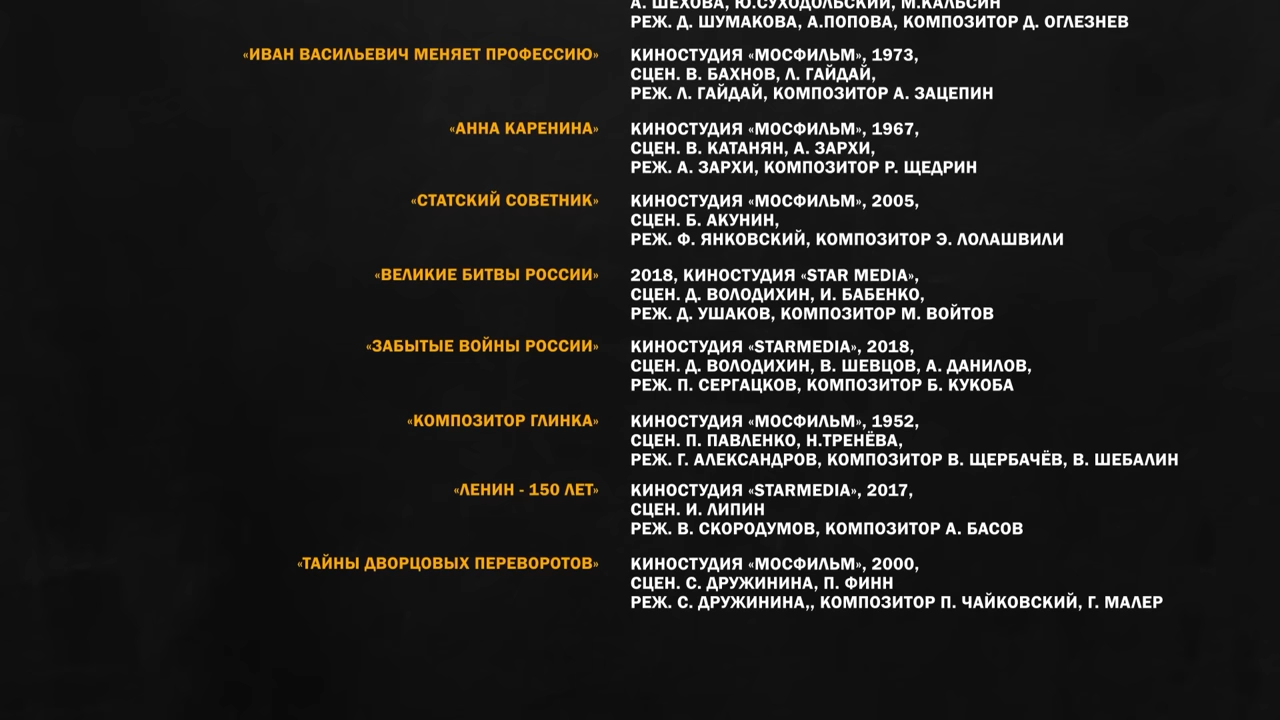 А. ШЕХОВА, Ю.СУХОДОЛЬСКИЙ, М.КАЛЬСИН
РЕЖ. Д. ШУМАКОВА, А.ПОПОВА, КОМПОЗИТОР Д. ОГЛЕЗНЕВ
«ИВАН ВАСИЛЬЕВИЧ МЕНЯЕТ ПРОФЕССИЮ» КИНОСТУДИЯ «МОСФИЛЬМ», 1973,
СЦЕН. В. БАХНОВ, Л. ГАЙДАЙ,
РЕЖ. Л. ГАЙДАЙ, КОМПОЗИТОР А. ЗАЦЕПИН
«АННА КАРЕНИНА» КИНОСТУДИЯ «МОСФИЛЬМ», 1967,
СЦЕН. В. КАТАНЯН, А. ЗАРХИ,
РЕЖ. А. ЗАРХИ, КОМПОЗИТОР Р. ЩЕДРИН
«СТАТСКИЙ СОВЕТНИК» КИНОСТУДИЯ «МОСФИЛЬМ», 2005,
СЦЕН. Б. АКУНИН,
РЕЖ. Ф. ЯНКОВСКИЙ, КОМПОЗИТОР Э. ЛОЛАШВИЛИ
«ВЕЛИКИЕ БИТВЫ РОССИИ» 2018, КИНОСТУДИЯ «STAR MEDIA»,
СЦЕН. Д. ВОЛОДИХИН, И. БАБЕНКО,
РЕЖ. Д. УШАКОВ, КОМПОЗИТОР М. ВОЙТОВ
«ЗАБЫТЫЕ ВОЙНЫ РОССИИ» КИНОСТУДИЯ «STARMEDIA», 2018,
СЦЕН. Д. ВОЛОДИХИН, В. ШЕВЦОВ, А. ДАНИЛОВ,
РЕЖ. П. СЕРГАЦКОВ, КОМПОЗИТОР Б. КУКОБА
«КОМПОЗИТОР ГЛИНКА» КИНОСТУДИЯ «МОСФИЛЬМ», 1952,
СЦЕН. П. ПАВЛЕНКО, Н.ТРЕНЁВА,
РЕЖ. Г. АЛЕКСАНДРОВ, КОМПОЗИТОР В. ЩЕРБАЧЁВ, В. ШЕБАЛИН
«ЛЕНИН - 150 ЛЕТ» КИНОСТУДИЯ «STARMEDIA», 2017,
СЦЕН. И. ЛИПИН
РЕЖ. В. СКОРОДУМОВ, КОМПОЗИТОР А. БАСОВ
«ТАЙНЫ ДВОРЦОВЫХ ПЕРЕВОРОТОВ» КИНОСТУДИЯ «МОСФИЛЬМ», 2000,
СЦЕН. С. ДРУЖИНИНА, П. ФИНН
РЕЖ. С. ДРУЖИНИНА,, КОМПОЗИТОР П. ЧАЙКОВСКИЙ, Г. МАЛЕР